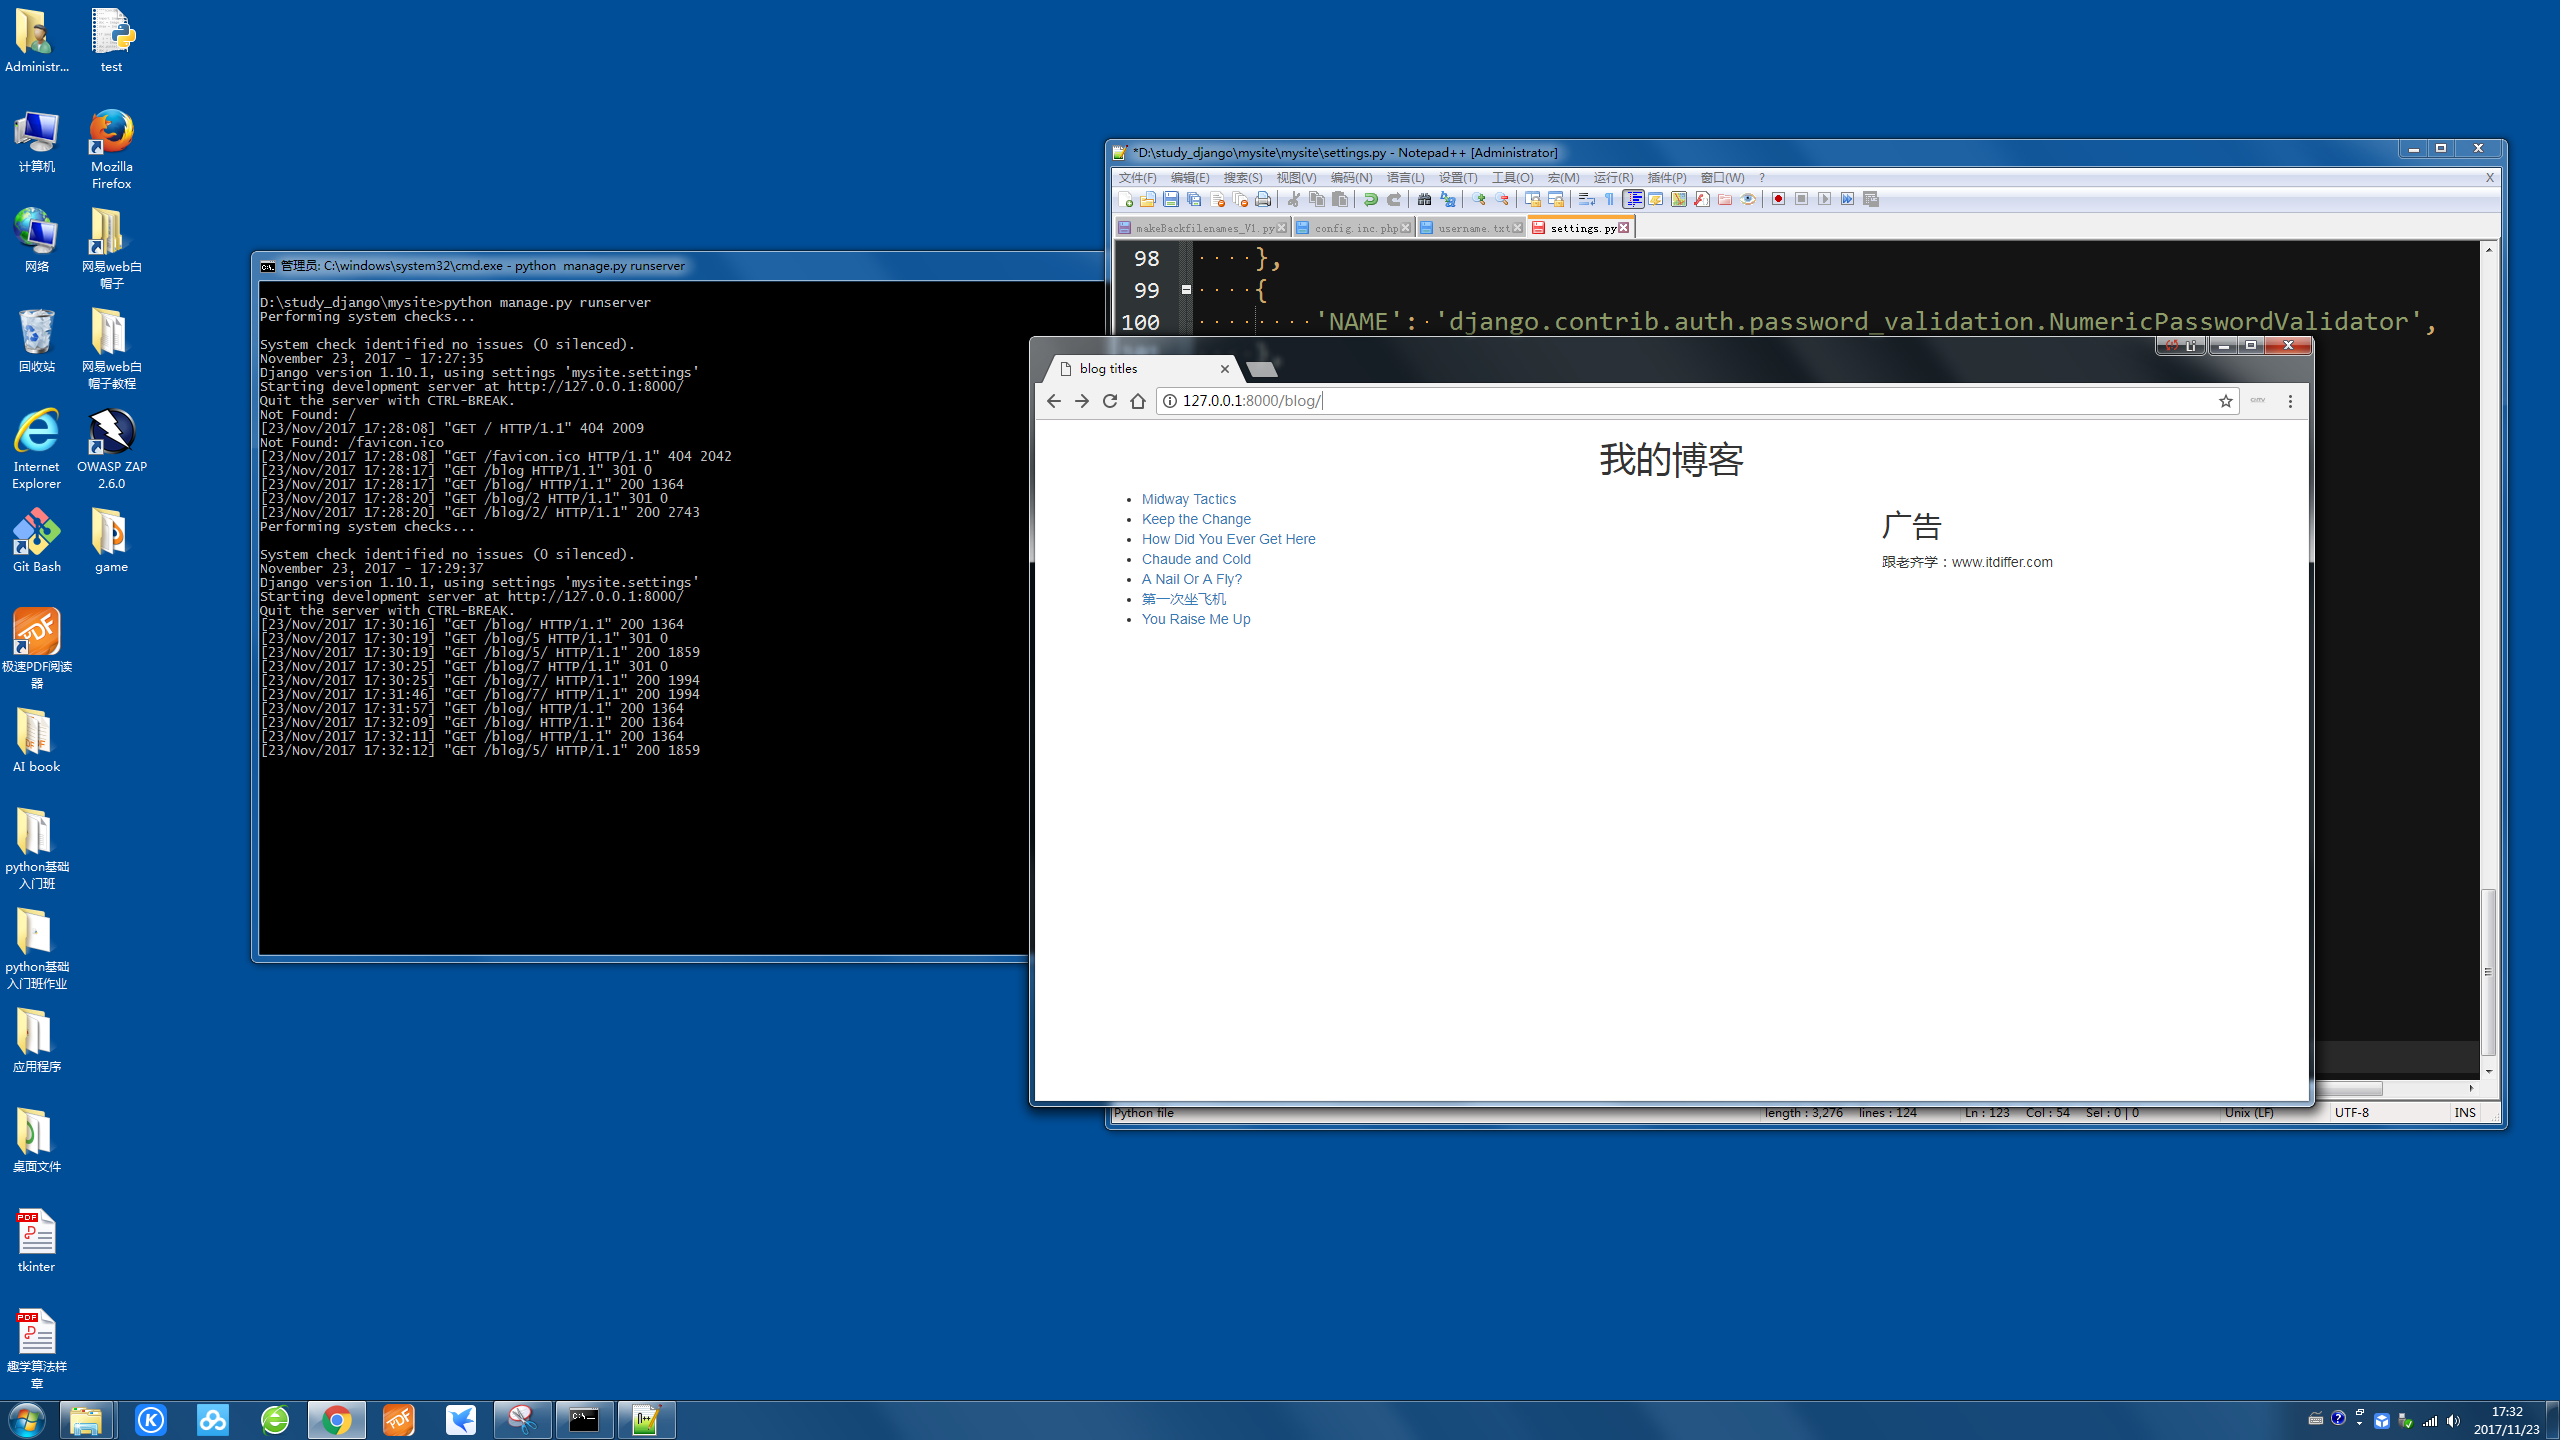 Administr...
test
计算机
Mozilla
Firefox
网络
网易web白
帽子
回收站
网易web白
帽子教程
Internet
Explorer
OWASP ZAP
2.6.0
Git Bash
game
极速PDF阅读
器
AI book
python基础
入门班
python基础
入门班作业
应用程序
桌面文件
tkinter
趣学算法样
章
管理员: C:\windows\system32\cmd.exe - python  manage.py runserver
D:\study_django\mysite>python manage.py runserver
Performing system checks...
System check identified no issues (0 silenced).
November 23, 2017 - 17:27:35
Django version 1.10.1, using settings 'mysite.settings'
Starting development server at http://127.0.0.1:8000/
Quit the server with CTRL-BREAK.
Not Found: /
[23/Nov/2017 17:28:08] "GET / HTTP/1.1" 404 2009
Not Found: /favicon.ico
[23/Nov/2017 17:28:08] "GET /favicon.ico HTTP/1.1" 404 2042
[23/Nov/2017 17:28:17] "GET /blog HTTP/1.1" 301 0
[23/Nov/2017 17:28:17] "GET /blog/ HTTP/1.1" 200 1364
[23/Nov/2017 17:28:20] "GET /blog/2 HTTP/1.1" 301 0
[23/Nov/2017 17:28:20] "GET /blog/2/ HTTP/1.1" 200 2743
Performing system checks...
System check identified no issues (0 silenced).
November 23, 2017 - 17:29:37
Django version 1.10.1, using settings 'mysite.settings'
Starting development server at http://127.0.0.1:8000/
Quit the server with CTRL-BREAK.
[23/Nov/2017 17:30:16] "GET /blog/ HTTP/1.1" 200 1364
[23/Nov/2017 17:30:19] "GET /blog/5 HTTP/1.1" 301 0
[23/Nov/2017 17:30:19] "GET /blog/5/ HTTP/1.1" 200 1859
[23/Nov/2017 17:30:25] "GET /blog/7 HTTP/1.1" 301 0
[23/Nov/2017 17:30:25] "GET /blog/7/ HTTP/1.1" 200 1994
[23/Nov/2017 17:31:46] "GET /blog/7/ HTTP/1.1" 200 1994
[23/Nov/2017 17:31:57] "GET /blog/ HTTP/1.1" 200 1364
[23/Nov/2017 17:32:09] "GET /blog/ HTTP/1.1" 200 1364
[23/Nov/2017 17:32:11] "GET /blog/ HTTP/1.1" 200 1364
[23/Nov/2017 17:32:12] "GET /blog/5/ HTTP/1.1" 200 1859
*D:\study_django\mysite\mysite\settings.py - Notepad++ [Administrator]
文件(F) 编辑(E) 搜索(S) 视图(V) 编码(N) 语言(L) 设置(T) 工具(O) 宏(M) 运行(R) 插件(P) 窗口(W) ? X
makeBackfilenames_V1.py config.inc.php username.txt settings.py
98 },
99 {
100 'NAME': 'django.contrib.auth.password_validation.NumericPasswordValidator',
blog titles
127.0.0.1:8000/blog/
我的博客
Midway Tactics
Keep the Change
How Did You Ever Get Here
Chaude and Cold
A Nail Or A Fly?
第一次坐飞机
You Raise Me Up
广告
跟老齐学：www.itdiffer.com
Python file length : 3,276 lines : 124 Ln : 123 Col : 54 Sel : 0 | 0 Unix (LF) UTF-8 INS
17:32
2017/11/23